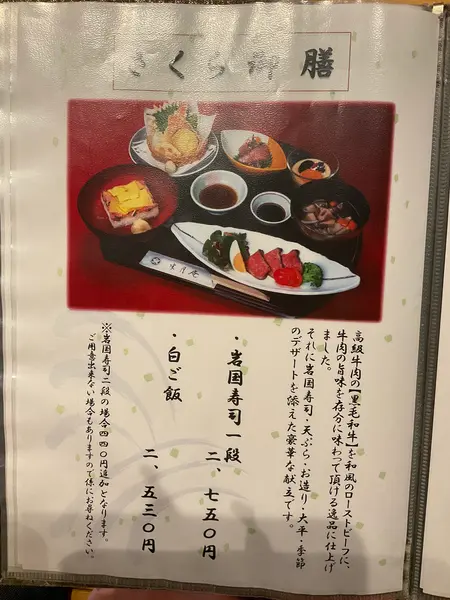 さくら御膳
高級牛肉の【黒毛和牛】を和風のローストビーフに、
牛肉の旨味を存分に味わって頂ける逸品に仕上げ
ました。
それに岩国寿司・天ぷら・お造り・大平・季節
のデザートを添えた豪華な献立です。
・岩国寿司一段
二、七五〇円
・白ご飯
二、五三〇円
※岩国寿司二段の場合四四〇円追加となります。
ご用意出来ない場合もありますので係にお尋ねください。